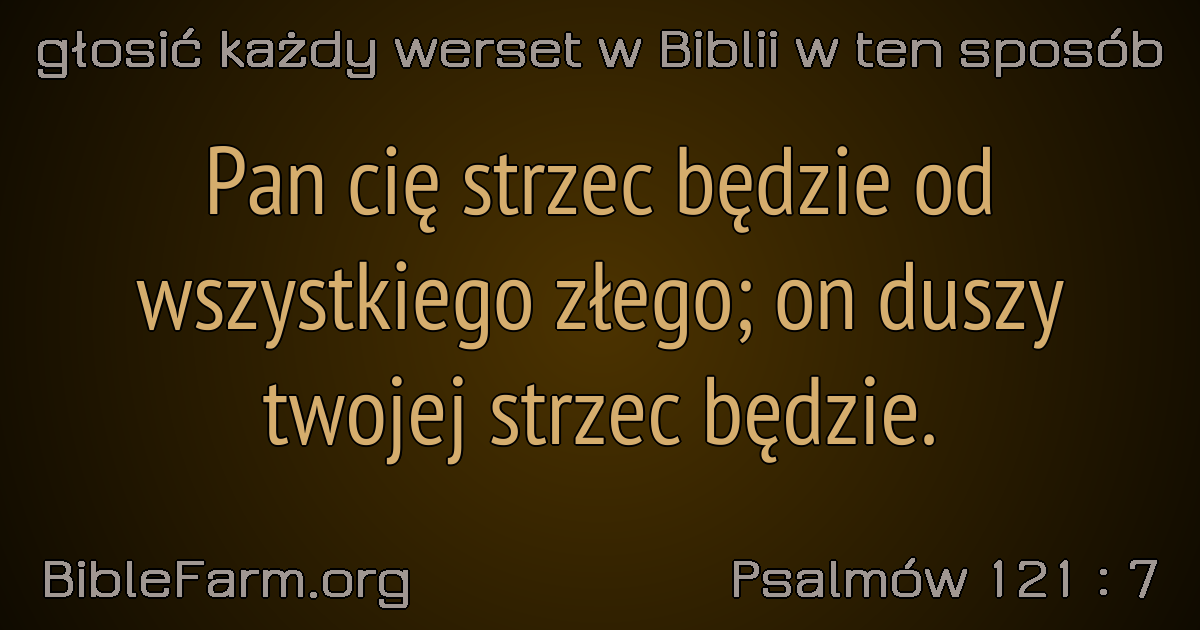 głosić każdy werset w Biblii w ten sposób
Pan cię strzec będzie od
wszystkiego złego; on duszy
twojej strzec będzie.
BibleFarm.org
Psalmów 121 : 7